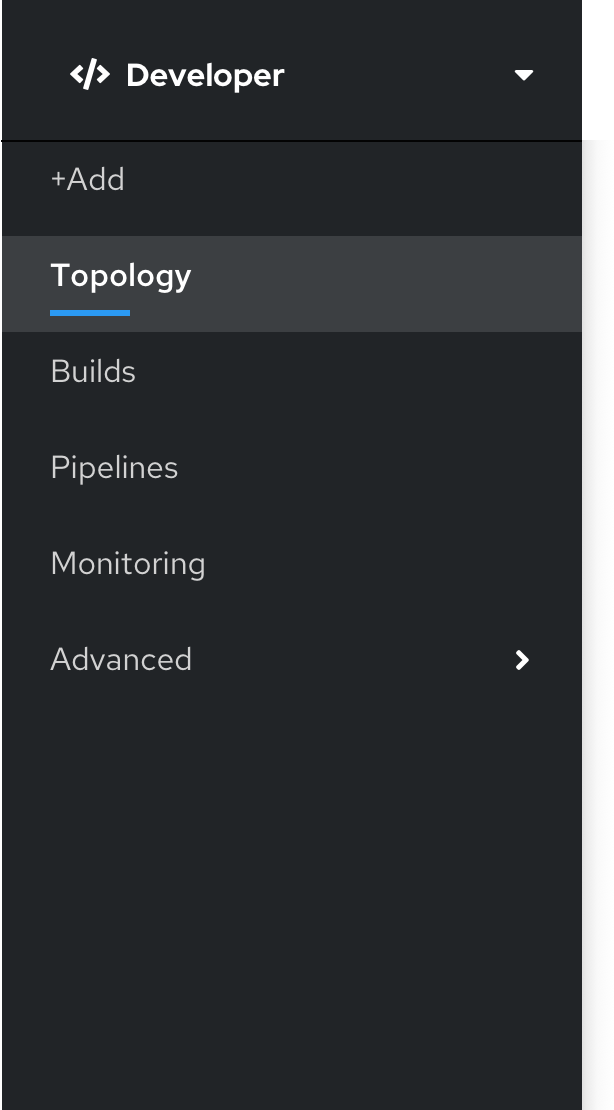 Developer
+Add
Topology
Builds
Pipelines
Monitoring
Advanced